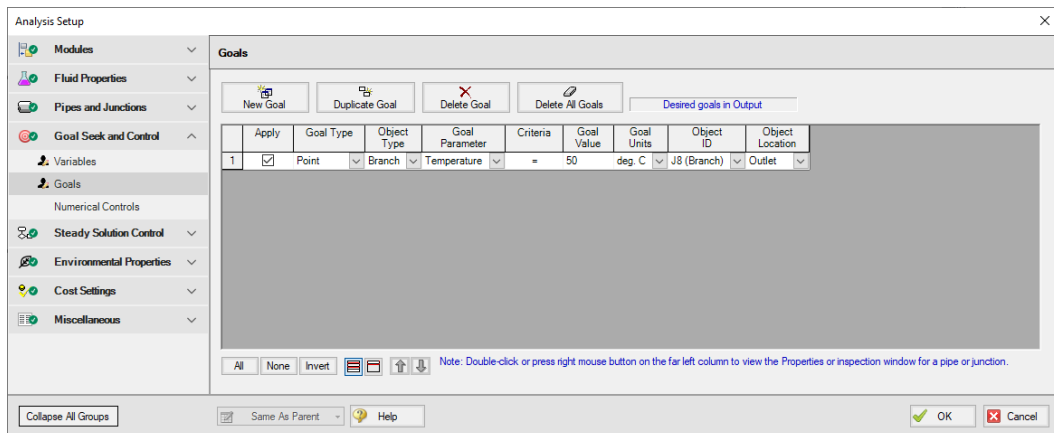 Analysis Setup
Modules
Fluid Properties
Pipes and Junctions
Goal Seek and Control
Variables
Goals
Numerical Controls
Steady Solution Control
Environmental Properties
Cost Settings
Miscellaneous
Goals
New Goal Duplicate Goal Delete Goal Delete All Goals Desired goals in Output
Apply Goal Type Object Type Goal Parameter Criteria Goal Value Goal Units Object ID Object Location
1 Point Branch Temperature = 50 deg. C J8 (Branch) Outlet
All None Invert Note: Double-click or press right mouse button on the far left column to view the Properties or inspection window for a pipe or junction.
Collapse All Groups Same As Parent Help OK Cancel